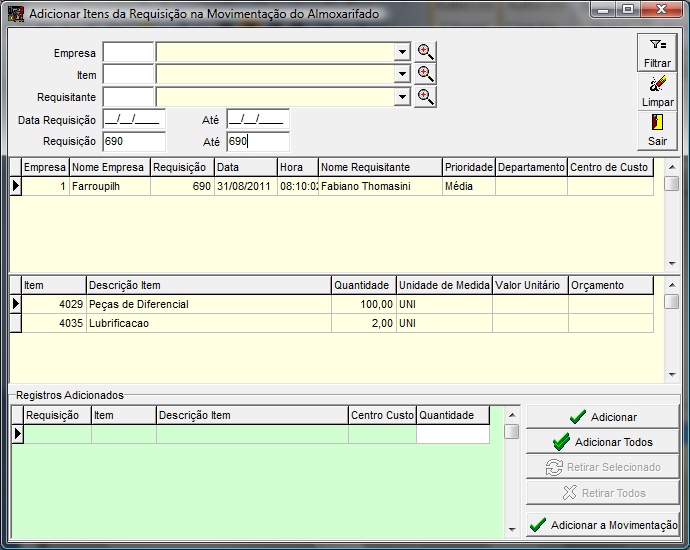 Adicionar Itens da Requisição na Movimentação do Almoxarifado
Empresa
Filtrar
Item
Requisitante
Limpar
Data Requisição __/__/____ Até __/__/____
Requisição 690 Até 690
Sair
Empresa Nome Empresa Requisição Data Hora Nome Requisitante Prioridade Departamento Centro de Custo
1 Farroupilh 690 31/08/2011 08:10:02 Fabiano Thomasini Média
Item Descrição Item Quantidade Unidade de Medida Valor Unitário Orçamento
4029 Peças de Diferencial 100,00 UNI
4035 Lubrificacao 2,00 UNI
Registros Adicionados
Requisição Item Descrição Item Centro Custo Quantidade
Adicionar
Adicionar Todos
Retirar Selecionado
Retirar Todos
Adicionar a Movimentação